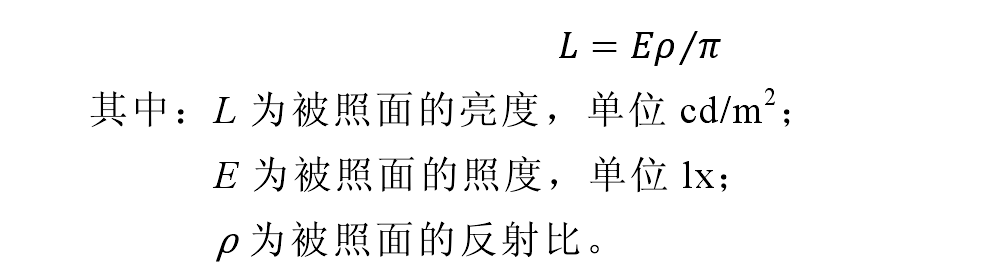 L = Eρ/π
其中：L 为被照面的亮度，单位 cd/m²；
E 为被照面的照度，单位 lx；
ρ 为被照面的反射比。